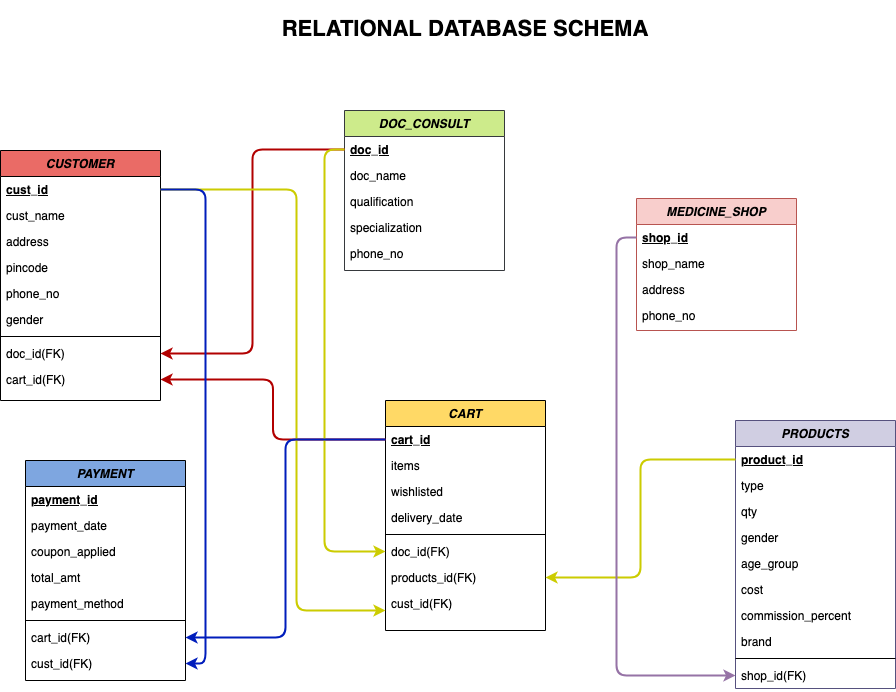 RELATIONAL DATABASE SCHEMA
DOC_CONSULT
doc_id
doc_name
qualification
specialization
phone_no
CUSTOMER
cust_id
cust_name
address
pincode
phone_no
gender
doc_id(FK)
cart_id(FK)
MEDICINE_SHOP
shop_id
shop_name
address
phone_no
CART
cart_id
items
wishlisted
delivery_date
doc_id(FK)
products_id(FK)
cust_id(FK)
PRODUCTS
product_id
type
qty
gender
age_group
cost
commission_percent
brand
shop_id(FK)
PAYMENT
payment_id
payment_date
coupon_applied
total_amt
payment_method
cart_id(FK)
cust_id(FK)